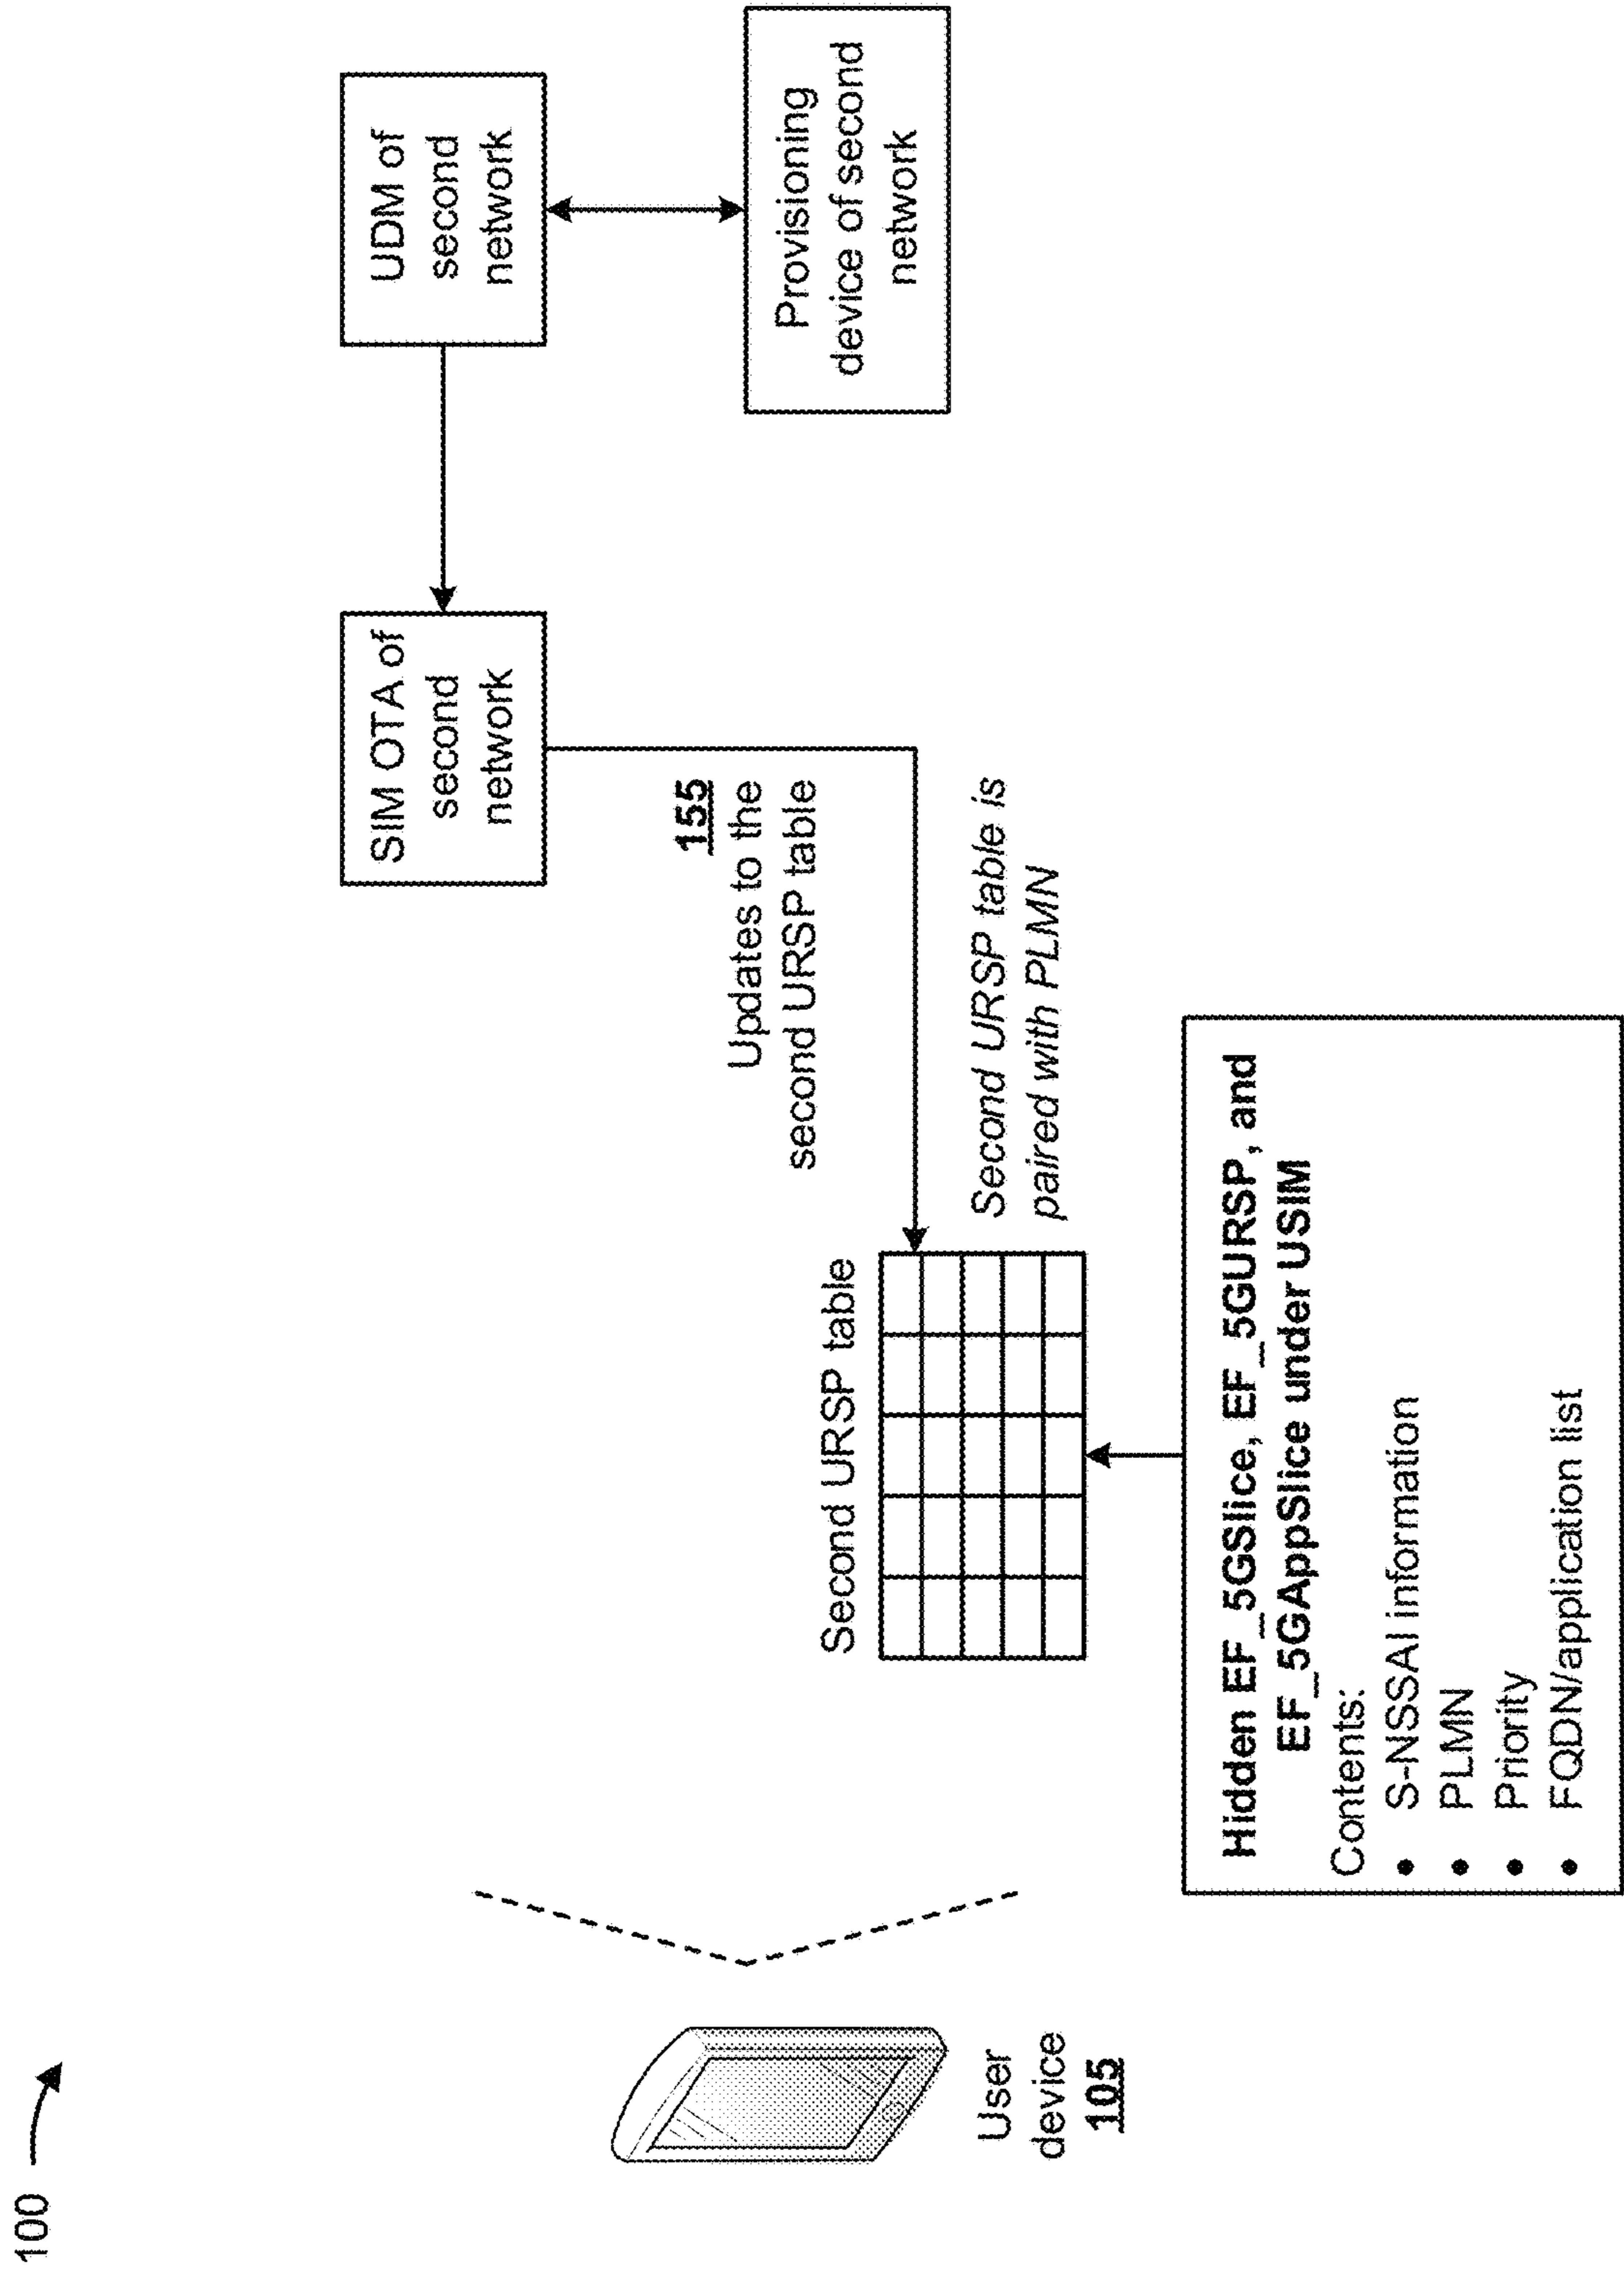 100
User
device
105
Second URSP table
155
Updates to the
second URSP table
Second URSP table is
paired with PLMN
SIM OTA of
second
network
UDM of
second
network
Provisioning
device of second
network
Hidden EF_5GSlice, EF_5GURSP, and
EF_5GAppSlice under USIM
Contents:
• S-NSSAI information
• PLMN
• Priority
• FQDN/application list